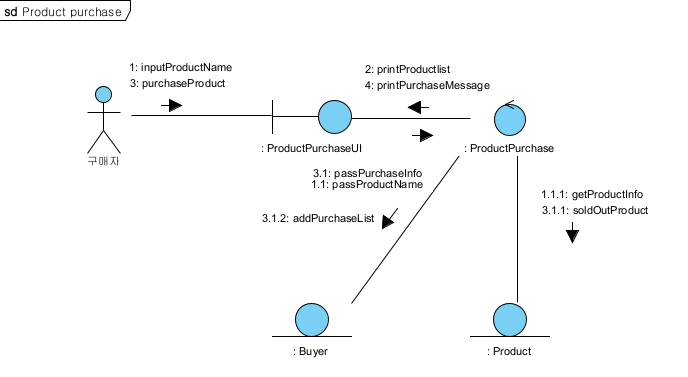 sd Product purchase
1: inputProductName
3: purchaseProduct
2: printProductlist
4: printPurchaseMessage
구매자
: ProductPurchaseUI
: ProductPurchase
3.1: passPurchaseInfo
1.1: passProductName
3.1.2: addPurchaseList
1.1.1: getProductInfo
3.1.1: soldOutProduct
: Buyer
: Product